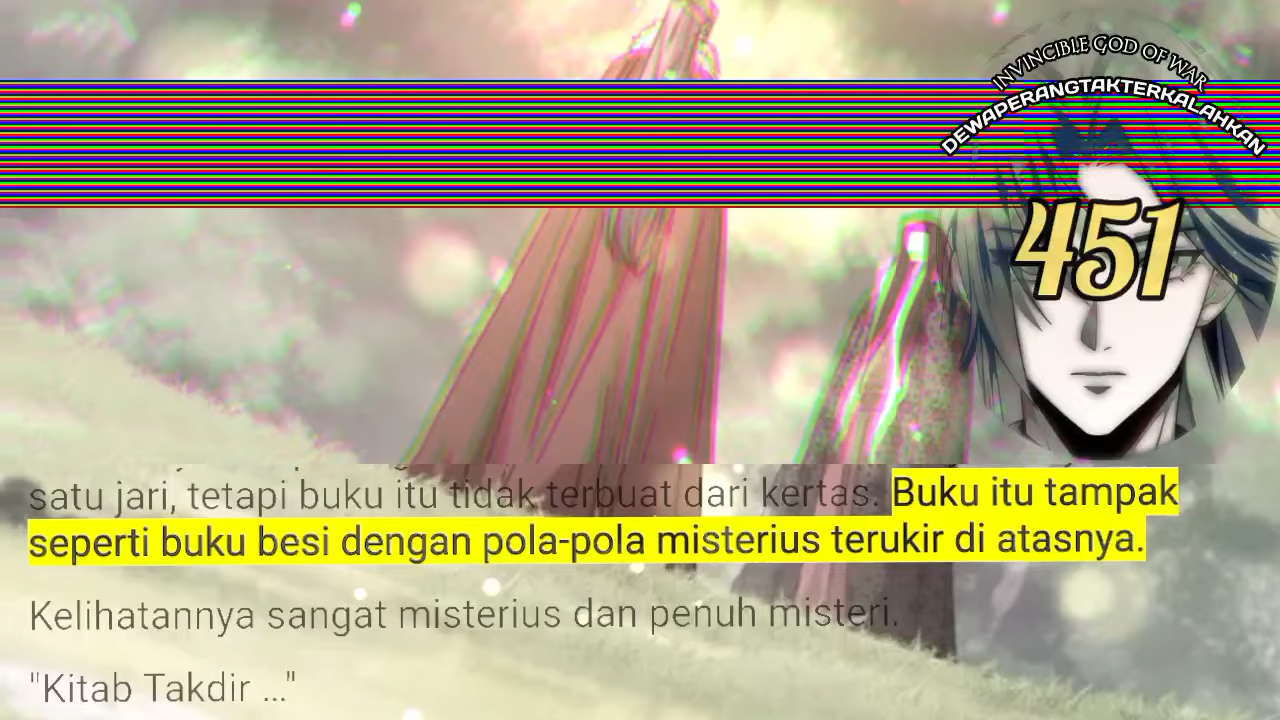 INVINCIBLE GOD OF WAR
DEWAPERANGTAKTERKALAHKAN
451
satu jari, tetapi buku itu tidak terbuat dari kertas. Buku itu tampak
seperti buku besi dengan pola-pola misterius terukir di atasnya.
Kelihatannya sangat misterius dan penuh misteri.
"Kitab Takdir ..."